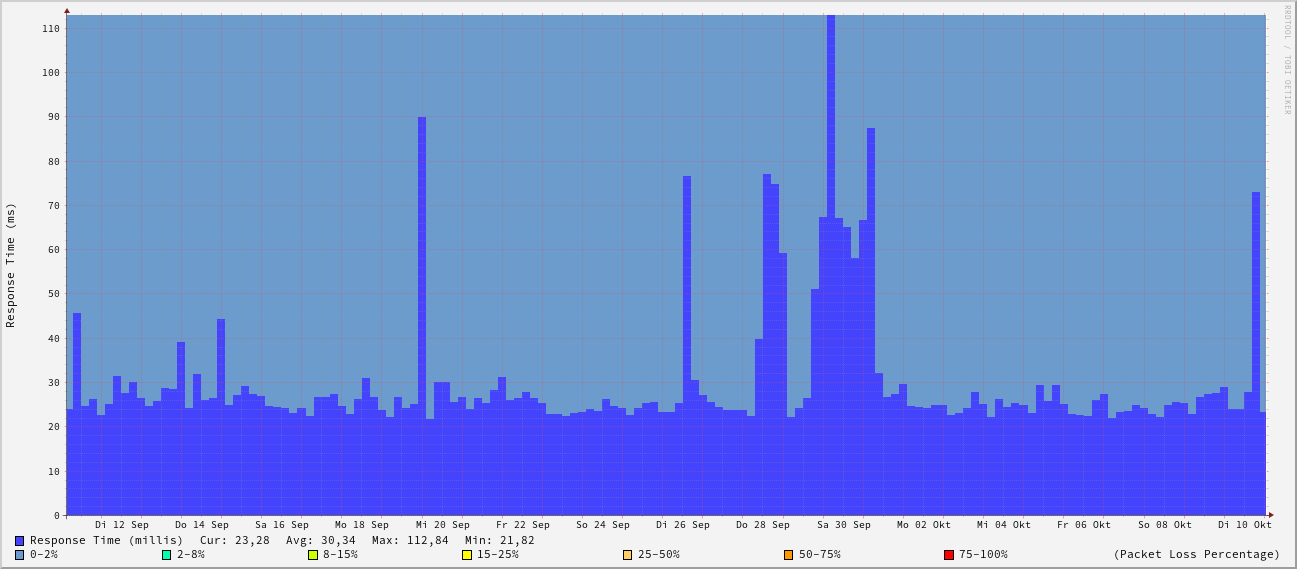 RRDTOOL / TOBI OETIKER
Response Time (ms)
110
100
90
80
70
60
50
40
30
20
10
0
Di 12 Sep Do 14 Sep Sa 16 Sep Mo 18 Sep Mi 20 Sep Fr 22 Sep So 24 Sep Di 26 Sep Do 28 Sep Sa 30 Sep Mo 02 Okt Mi 04 Okt Fr 06 Okt So 08 Okt Di 10 Okt
Response Time (millis) Cur: 23,28 Avg: 30,34 Max: 112,84 Min: 21,82
0-2% 2-8% 8-15% 15-25% 25-50% 50-75% 75-100% (Packet Loss Percentage)